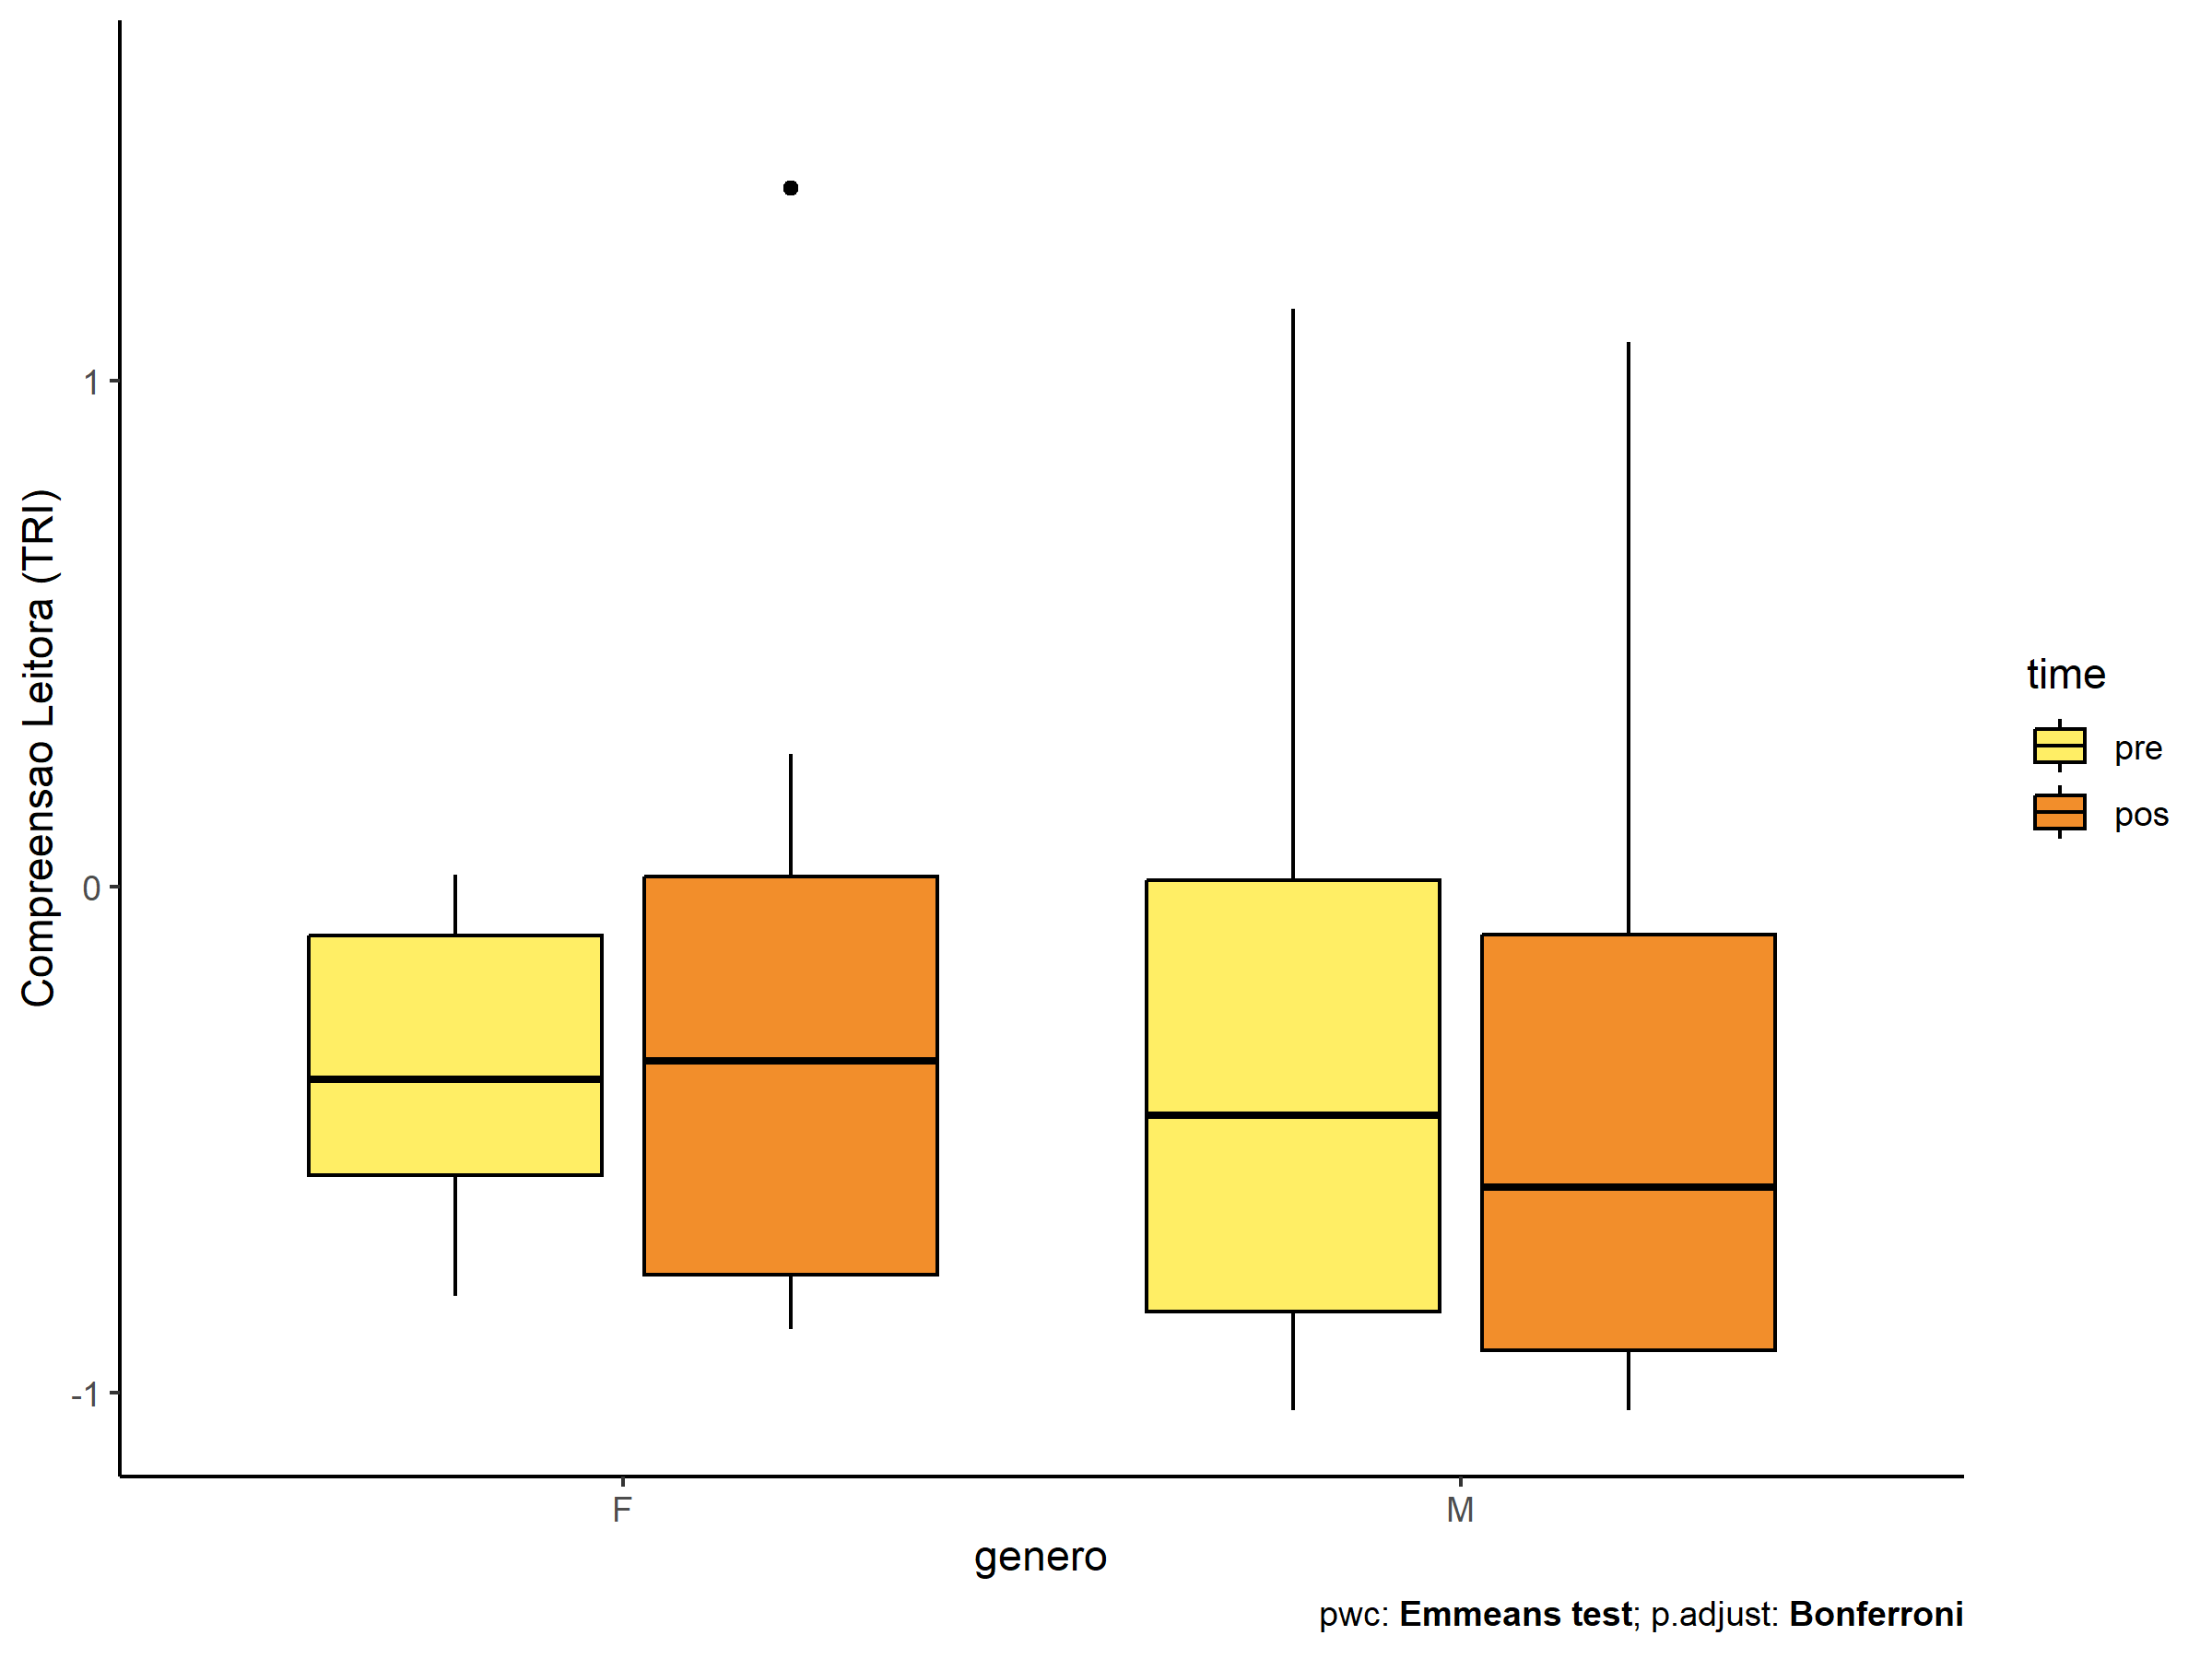 Compreensao Leitora (TRI)
1
0
-1
F
M
genero
time
pre
pos
pwc: Emmeans test; p.adjust: Bonferroni